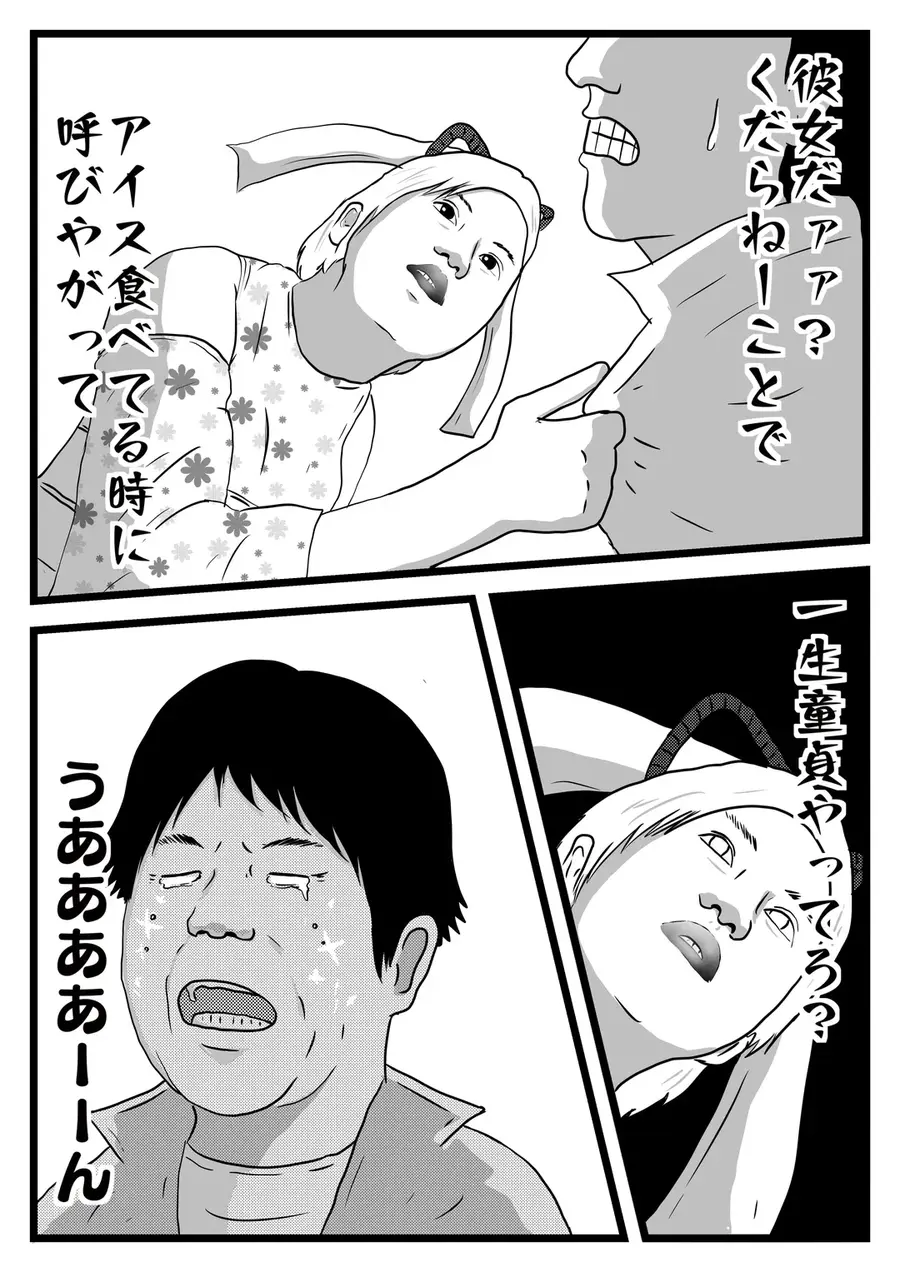 彼女だァァ?
くだらねーことで
アイス食べてる時に
呼びやがって
一生童貞やってろ?
うああああーーん